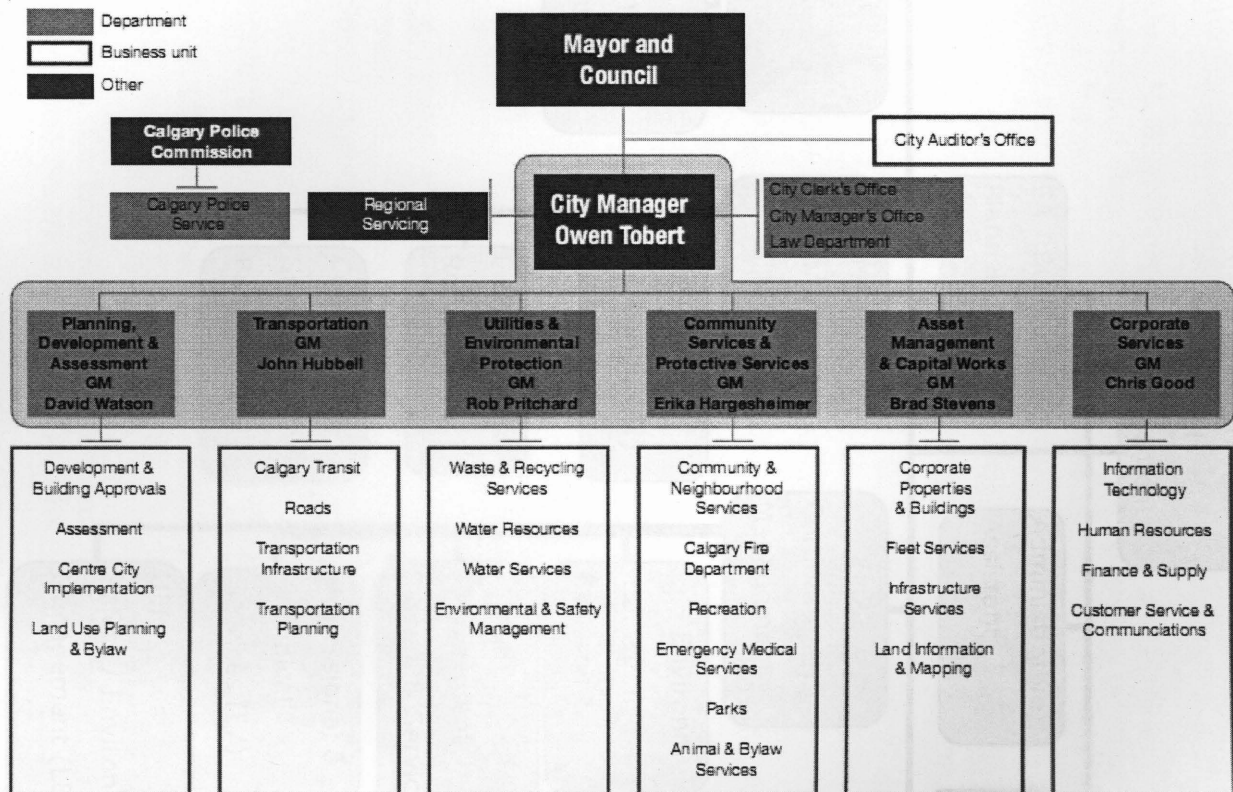 Department
Business unit
Other
Mayor and
Council
Calgary Police
Commission
City Auditor's Office
Calgary Police
Service
Regional
Servicing
City Manager
Owen Tobert
City Clerk's Office
City Manager's Office
Law Department
Planning,
Development &
Assessment
GM
David Watson
Transportation
GM
John Hubbell
Utilities &
Environmental
Protection
GM
Rob Pritchard
Community
Services &
Protective Services
GM
Erika Hargesheimer
Asset
Management
& Capital Works
GM
Brad Stevens
Corporate
Services
GM
Chris Good
Development &
Building Approvals
Assessment
Centre City
Implementation
Land Use Planning
& Bylaw
Calgary Transit
Roads
Transportation
Infrastructure
Transportation
Planning
Waste & Recycling
Services
Water Resources
Water Services
Environmental & Safety
Management
Community &
Neighbourhood
Services
Calgary Fire
Department
Recreation
Emergency Medical
Services
Parks
Animal & Bylaw
Services
Corporate
Properties
& Buildings
Fleet Services
Infrastructure
Services
Land Information
& Mapping
Information
Technology
Human Resources
Finance & Supply
Customer Service &
Communciations